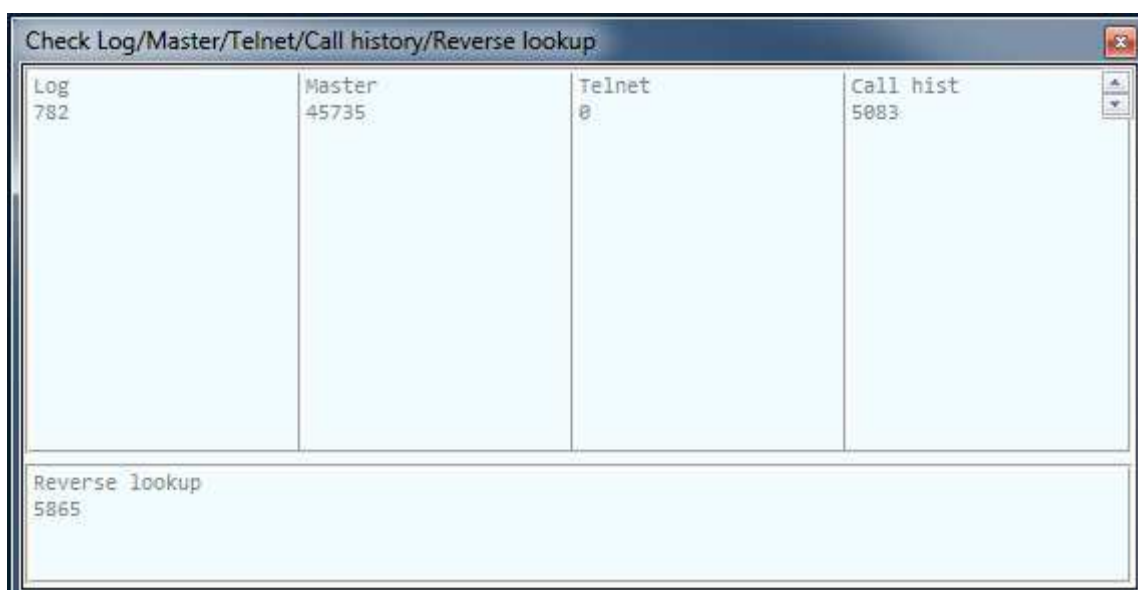 Check Log/Master/Telnet/Call history/Reverse lookup
Log Master Telnet Call hist
782 45735 0 5083
Reverse lookup
5865